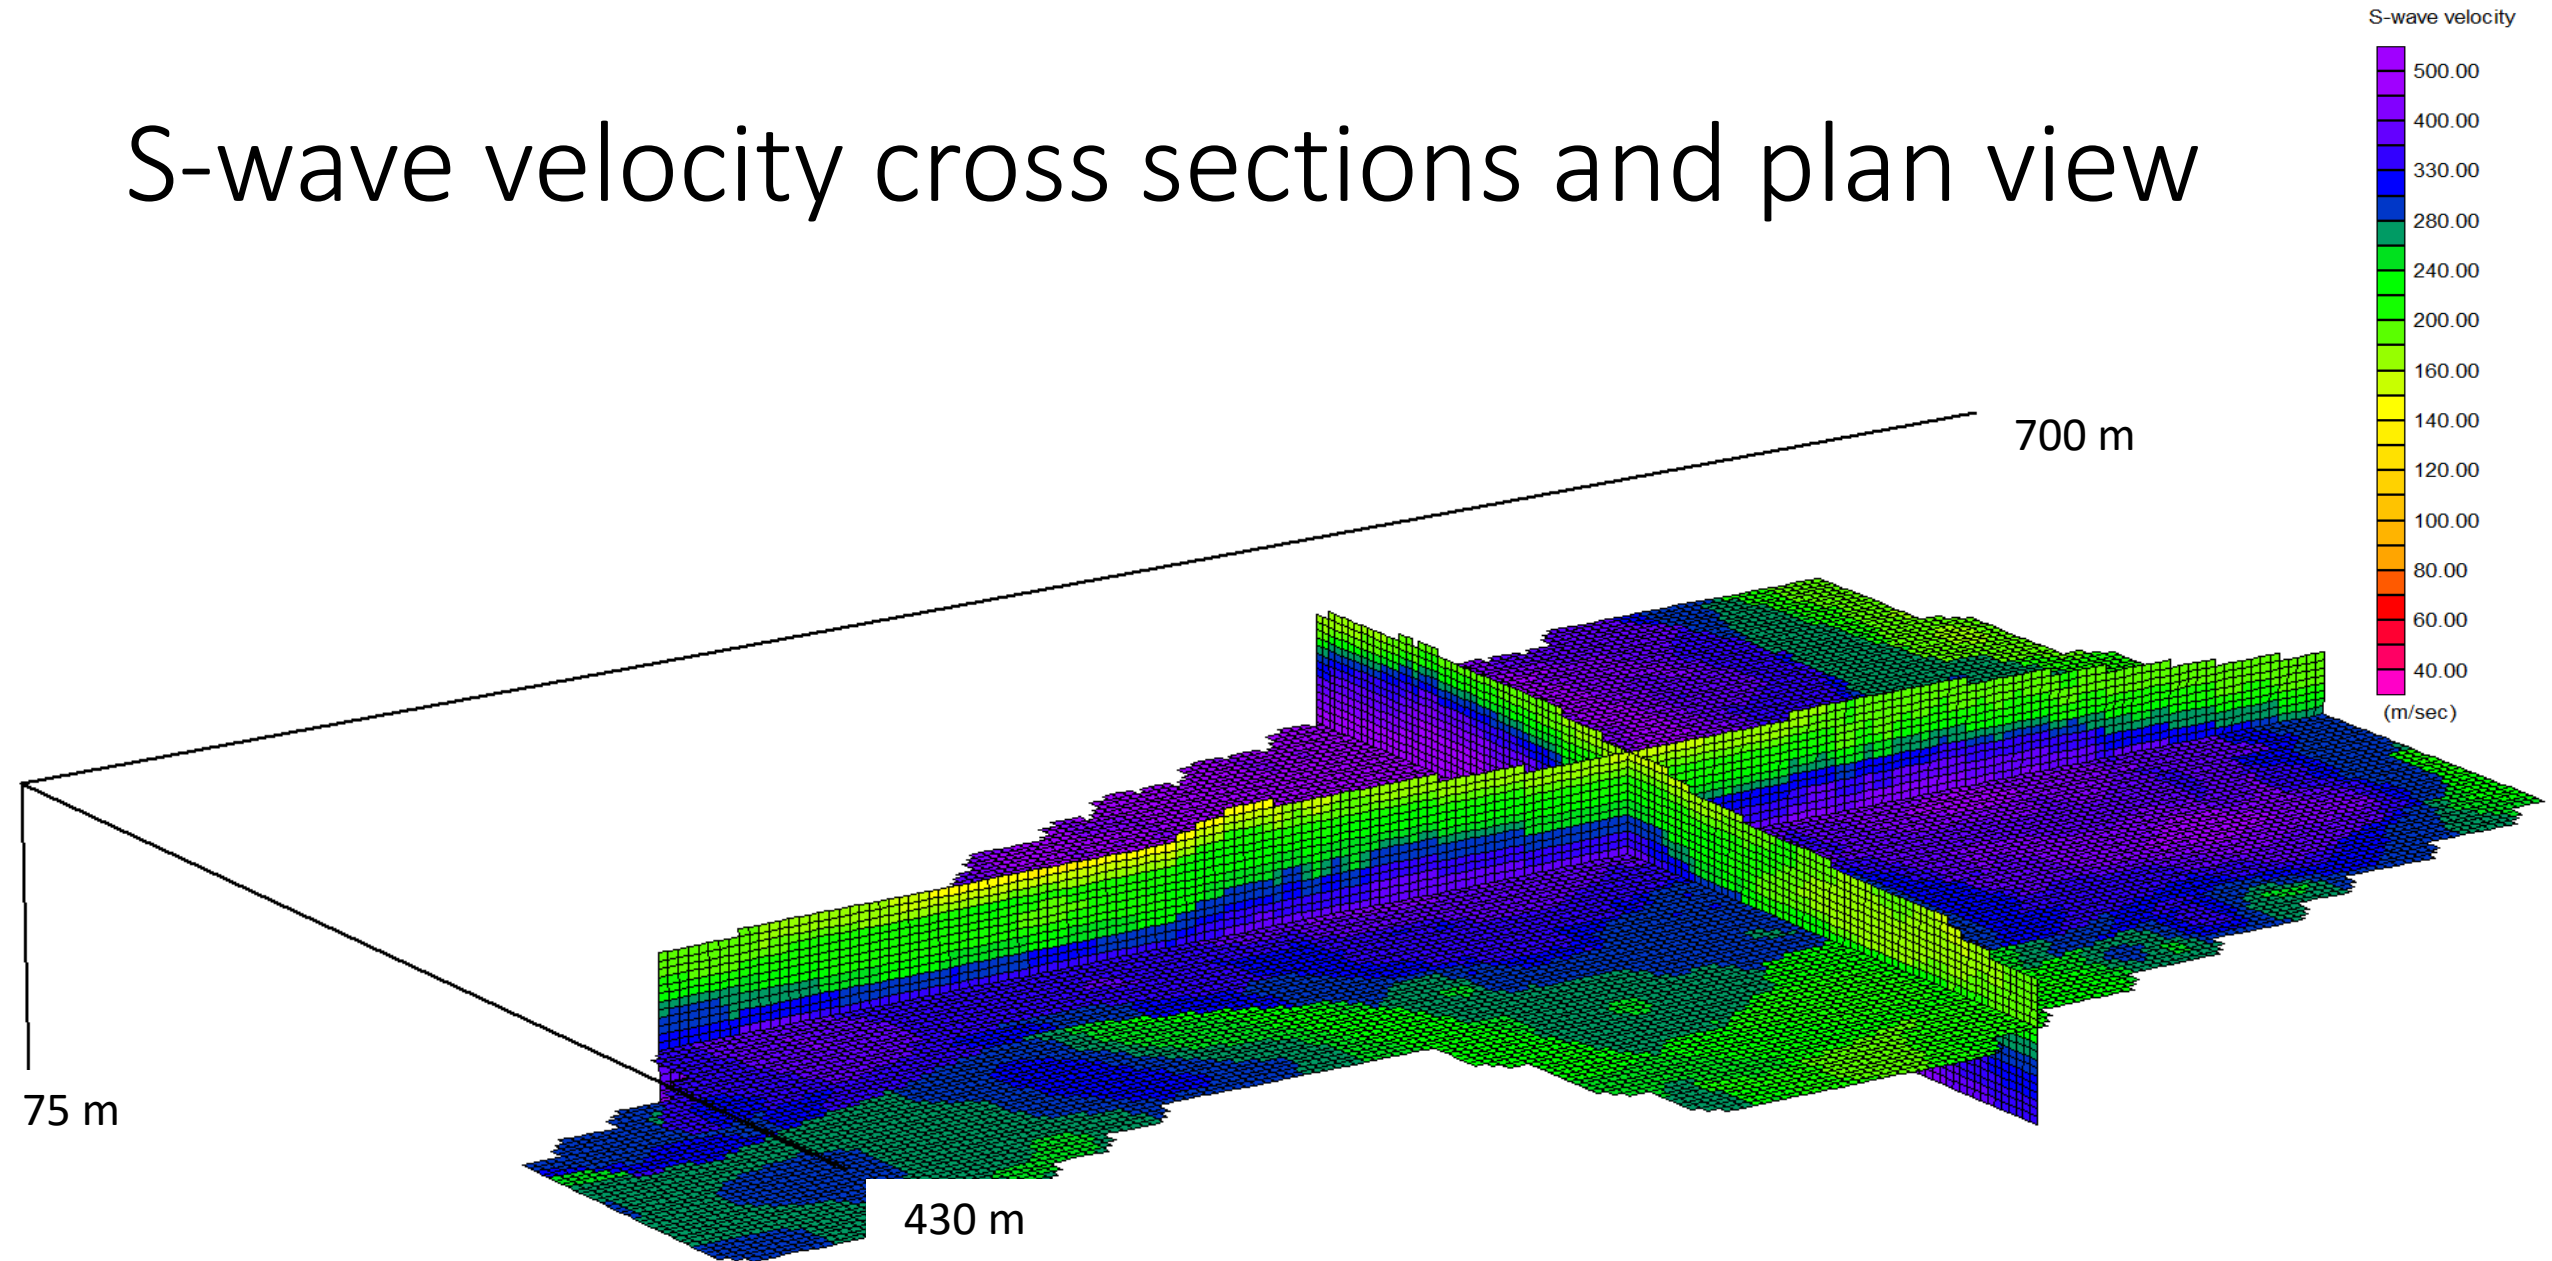 S-wave velocity
S-wave velocity cross sections and plan view
500.00
400.00
330.00
280.00
240.00
200.00
160.00
140.00
120.00
100.00
80.00
60.00
40.00
(m/sec)
700 m
75 m
430 m